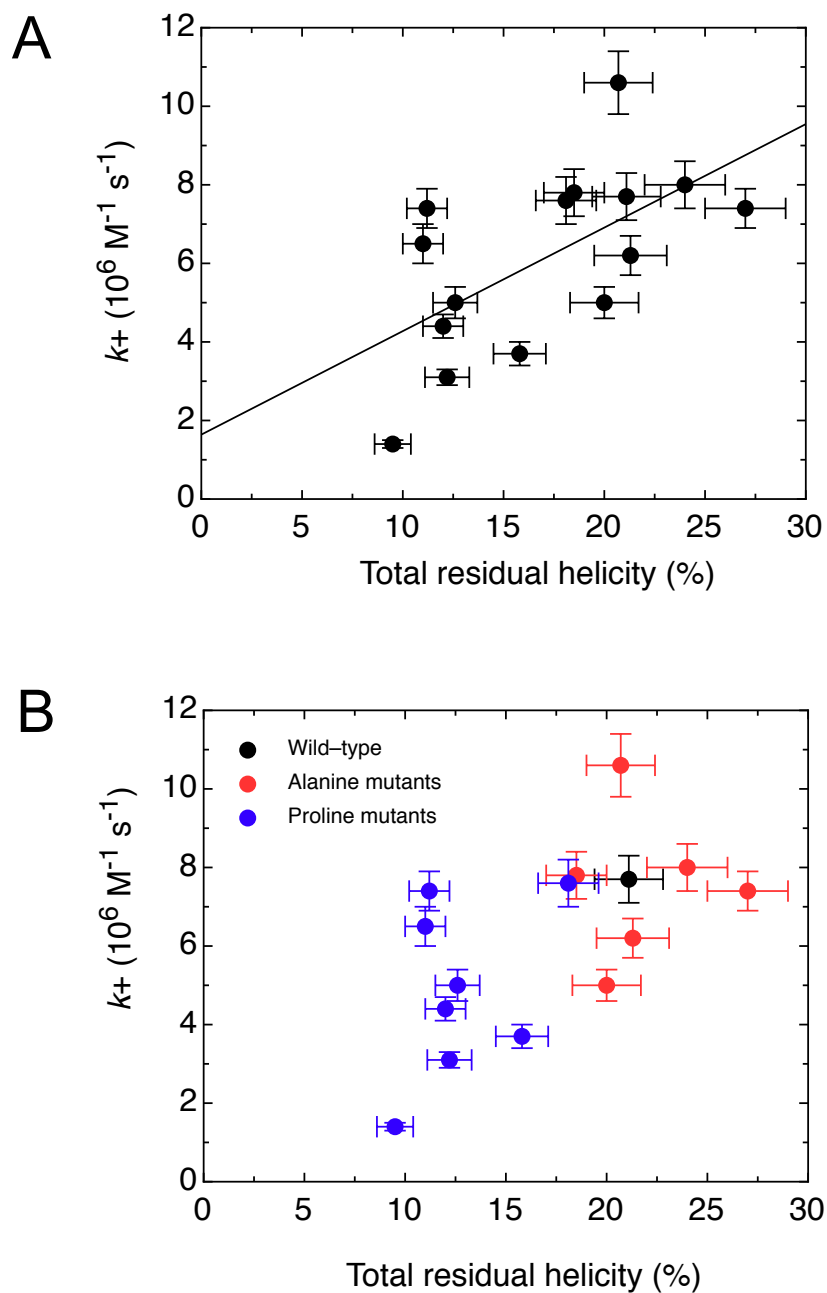 A
12
10
8
6
4
2
0
k+ (10⁶ M⁻¹ s⁻¹)
0 5 10 15 20 25 30
Total residual helicity (%)
B
12
10
8
6
4
2
0
k+ (10⁶ M⁻¹ s⁻¹)
Wild–type
Alanine mutants
Proline mutants
0 5 10 15 20 25 30
Total residual helicity (%)